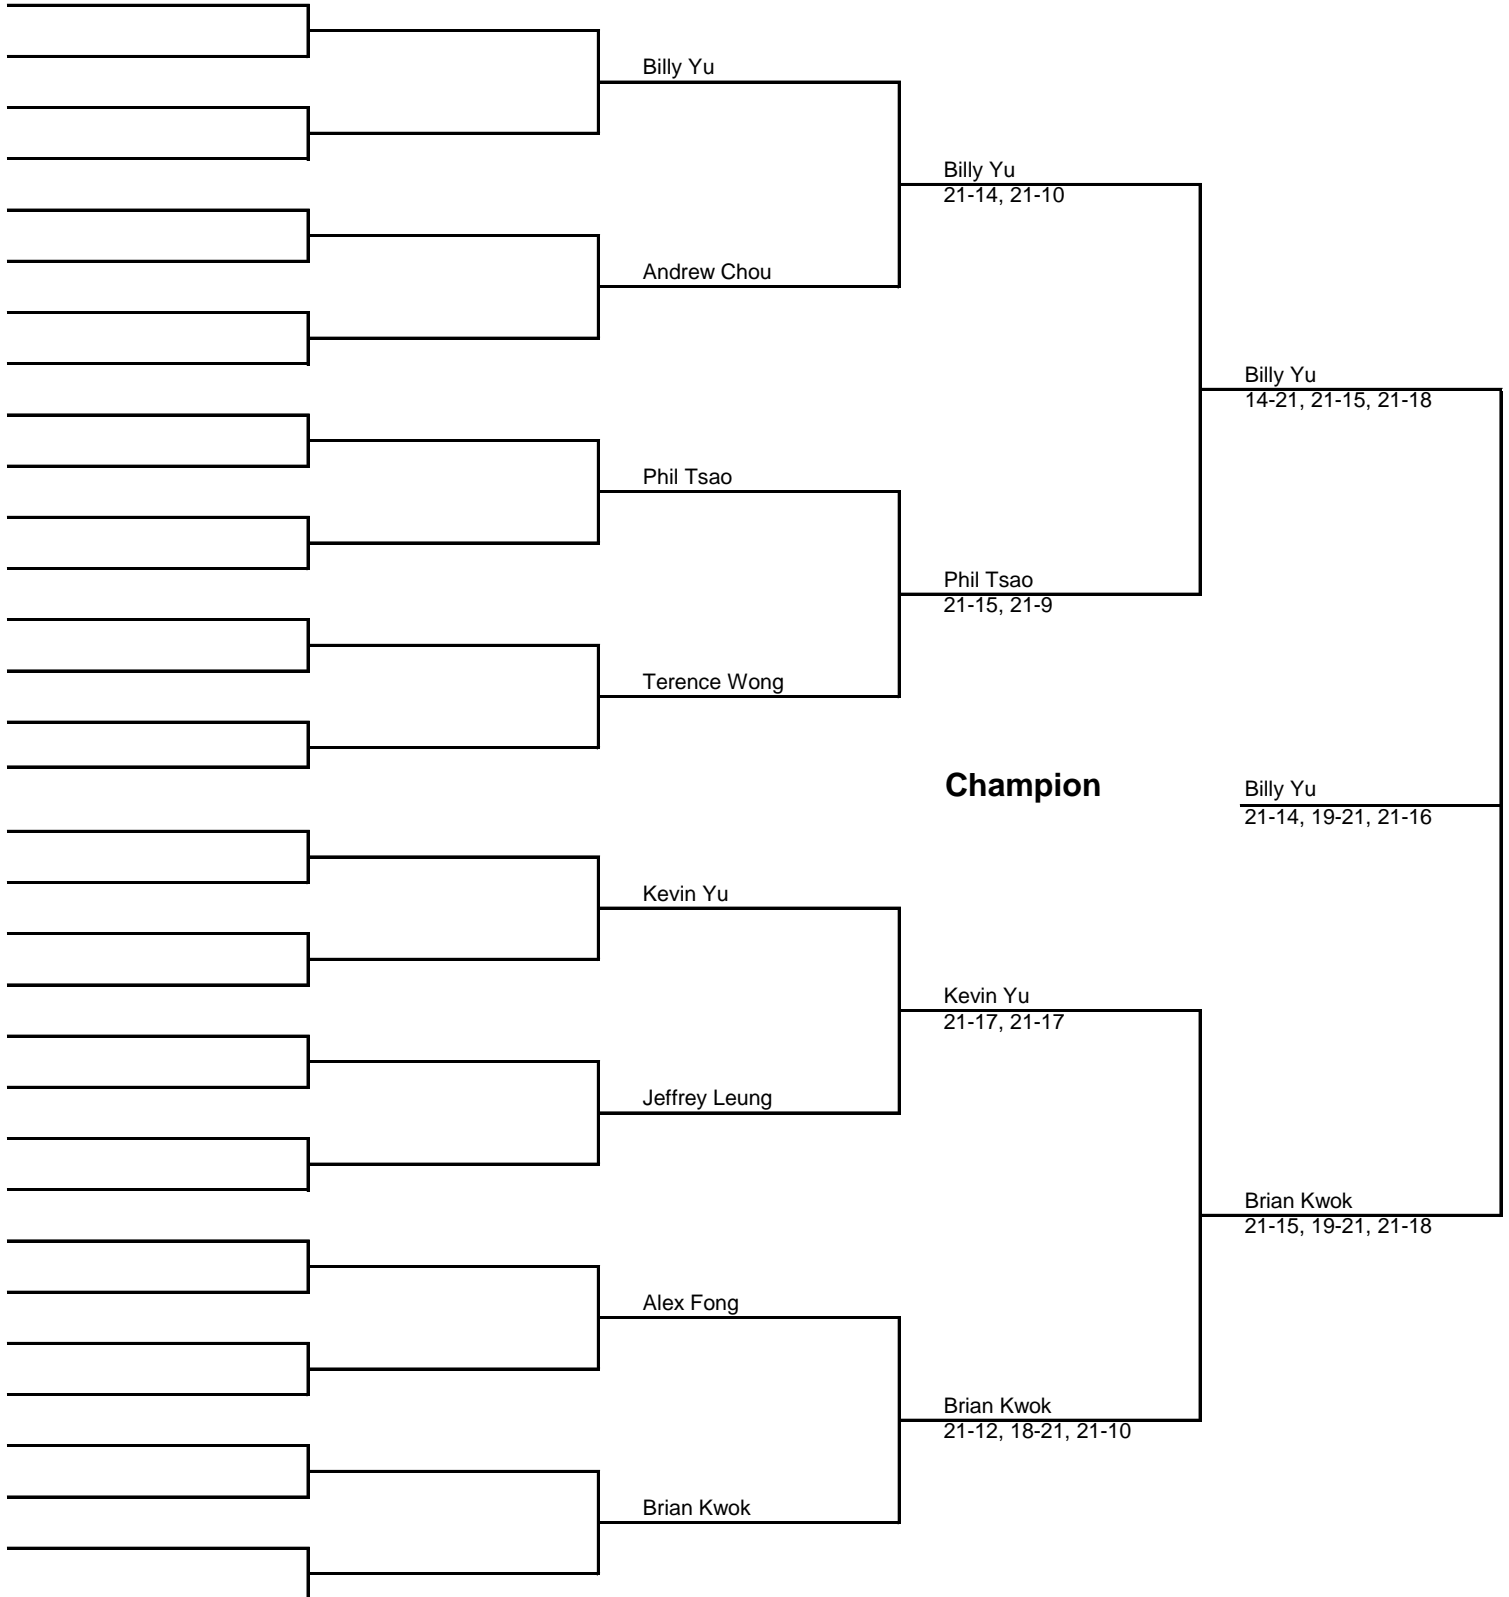 Billy Yu
Billy Yu
21-14, 21-10
Andrew Chou
Billy Yu
14-21, 21-15, 21-18
Phil Tsao
Phil Tsao
21-15, 21-9
Terence Wong
Champion
Billy Yu
21-14, 19-21, 21-16
Kevin Yu
Kevin Yu
21-17, 21-17
Jeffrey Leung
Brian Kwok
21-15, 19-21, 21-18
Alex Fong
Brian Kwok
21-12, 18-21, 21-10
Brian Kwok